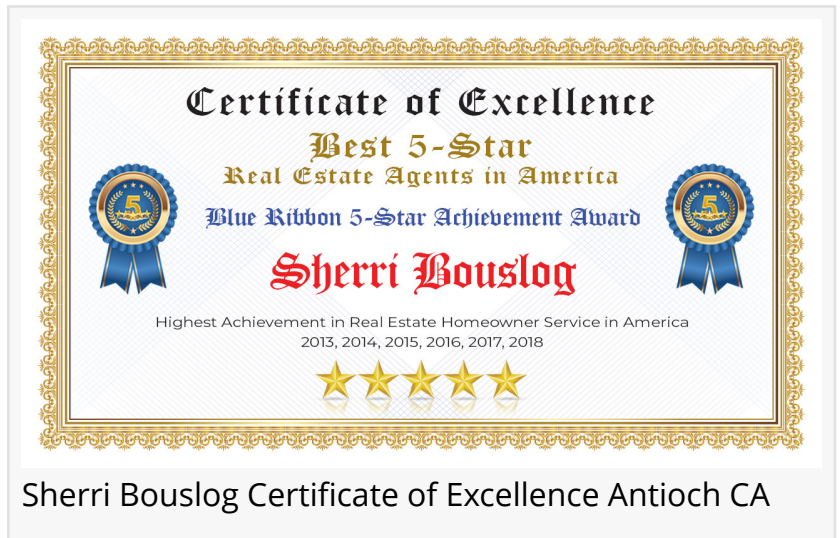 Certificate of Excellence
Best 5-Star
Real Estate Agents in America
Blue Ribbon 5-Star Achievement Award
Sherri Bouslog
Highest Achievement in Real Estate Homeowner Service in America
2013, 2014, 2015, 2016, 2017, 2018
5
5
Sherri Bouslog Certificate of Excellence Antioch CA